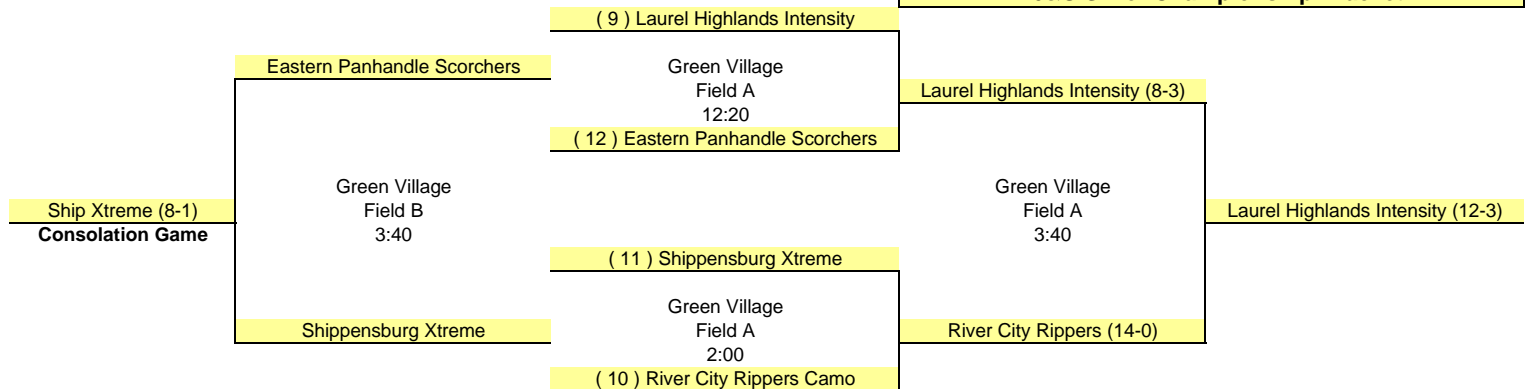 ( 9 ) Laurel Highlands Intensity
Eastern Panhandle Scorchers
Green Village
Field A
12:20
Laurel Highlands Intensity (8-3)
( 12 ) Eastern Panhandle Scorchers
Green Village
Field B
3:40
Green Village
Field A
3:40
Ship Xtreme (8-1)
Consolation Game
Laurel Highlands Intensity (12-3)
( 11 ) Shippensburg Xtreme
Green Village
Field A
2:00
Shippensburg Xtreme
River City Rippers (14-0)
( 10 ) River City Rippers Camo